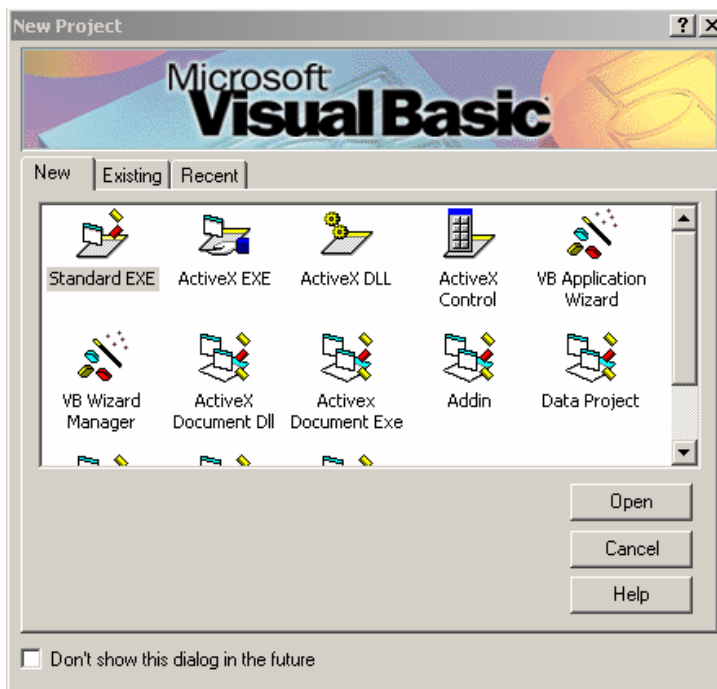 New Project
Microsoft
Visual Basic
New
Existing
Recent
Standard EXE
ActiveX EXE
ActiveX DLL
ActiveX
Control
VB Application
Wizard
VB Wizard
Manager
ActiveX
Document Dll
Activex
Document Exe
Addin
Data Project
Open
Cancel
Help
Don't show this dialog in the future